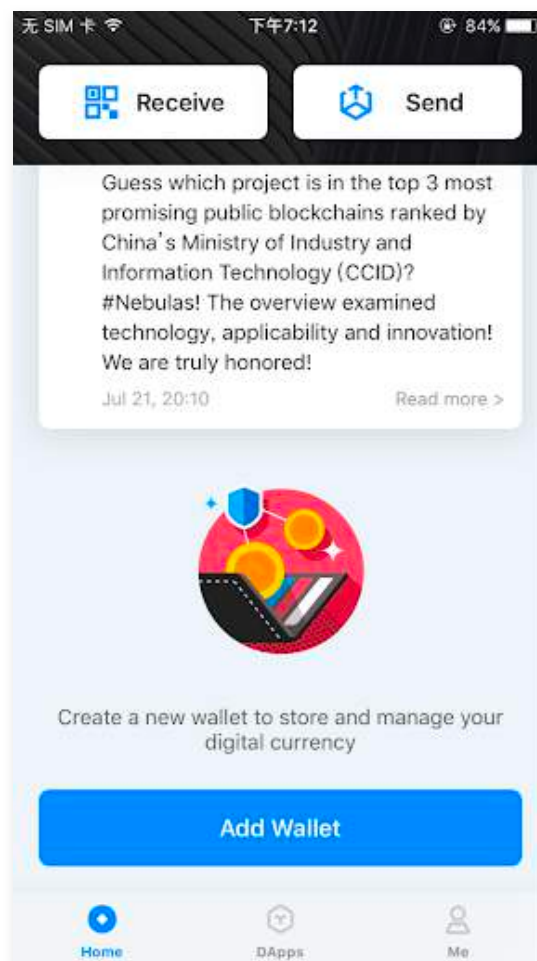 无 SIM 卡 下午7:12 84%
Receive Send
Guess which project is in the top 3 most
promising public blockchains ranked by
China's Ministry of Industry and
Information Technology (CCID)?
#Nebulas! The overview examined
technology, applicability and innovation!
We are truly honored!
Jul 21, 20:10 Read more >
Create a new wallet to store and manage your
digital currency
Add Wallet
Home DApps Me